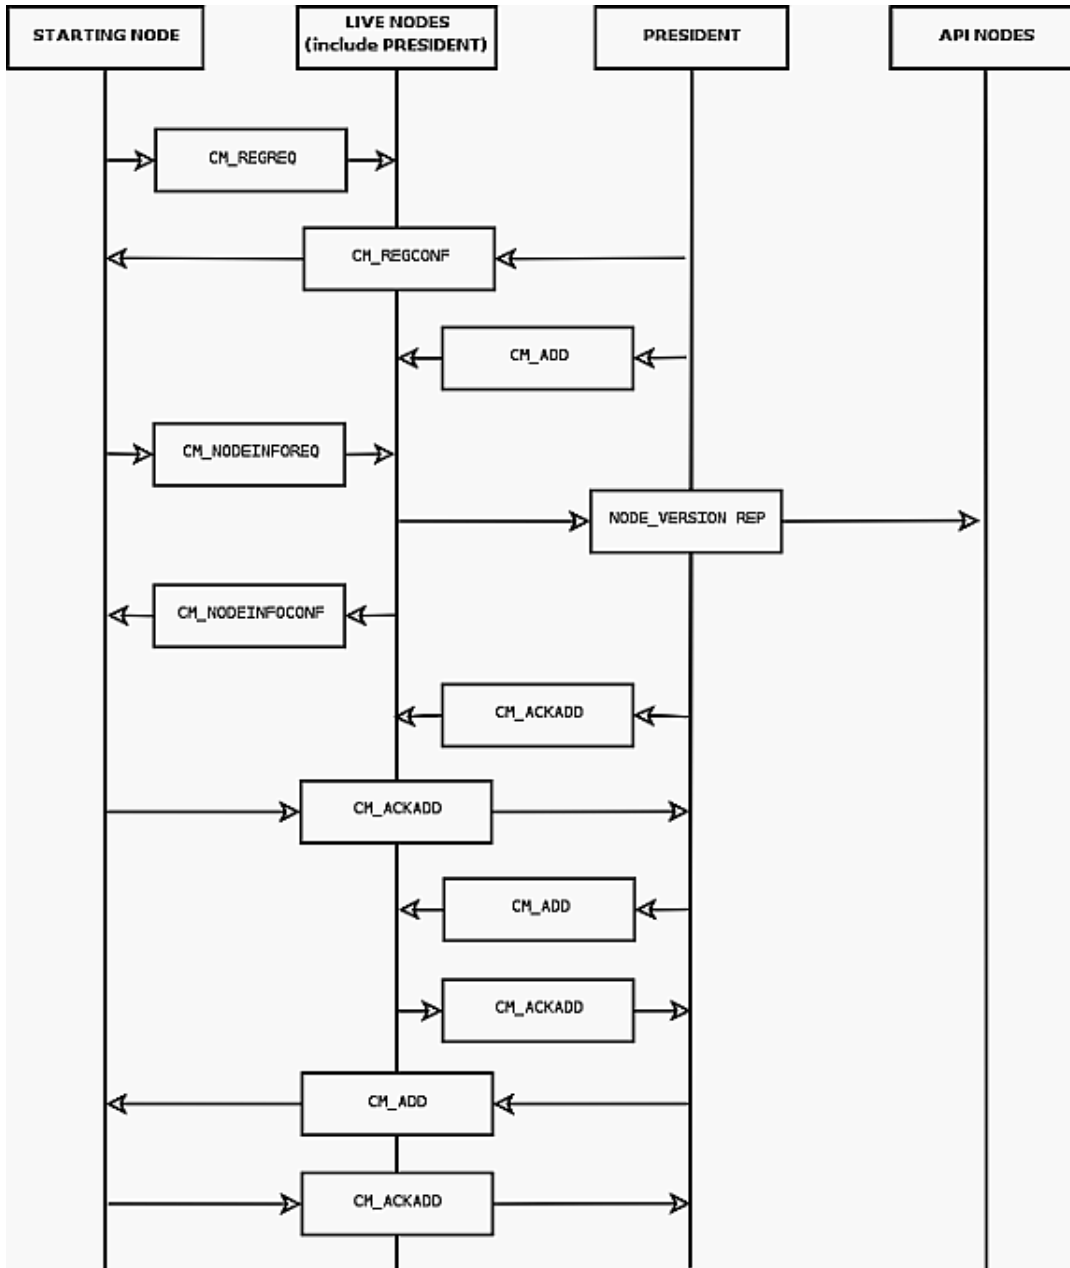 STARTING NODE
LIVE NODES
(include PRESIDENT)
PRESIDENT
API NODES
CM_REGREQ
CM_REGCONF
CM_ADD
CM_NODEINFOREQ
NODE_VERSION REP
CM_NODEINFOCONF
CM_ACKADD
CM_ACKADD
CM_ADD
CM_ACKADD
CM_ADD
CM_ACKADD